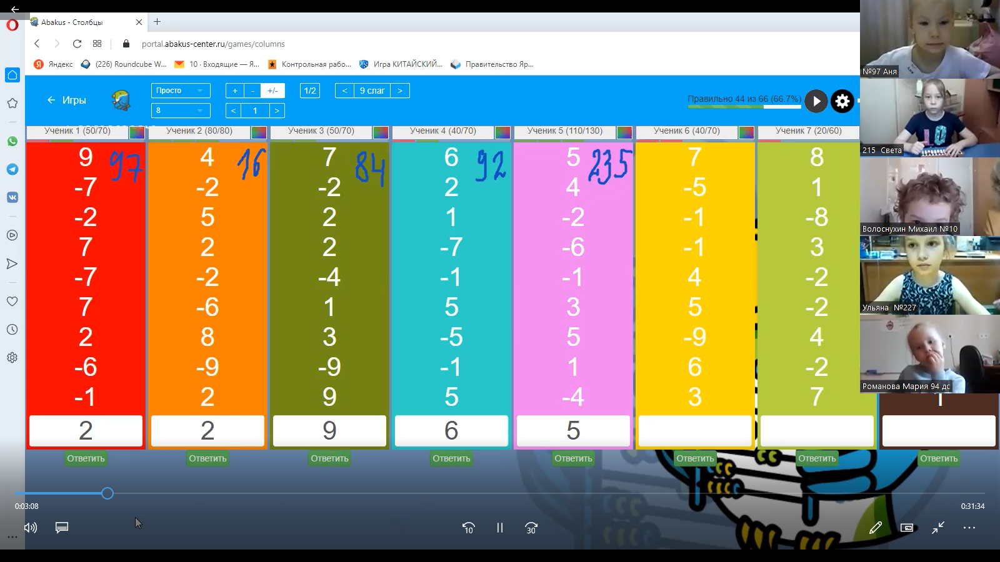 Abakus - Столбцы
portal.abakus-center.ru/games/columns
Яндекс (226) Roundcube W... 10 · Входящие — Я... Контрольная рабо... Игра КИТАЙСКИЙ... Правительство Яр...
Игры
Просто + - +/- 1/2 < 9 слаг >
8 < 1 >
Правильно 44 из 66 (66.7%)
Ученик 1 (50/70) Ученик 2 (80/80) Ученик 3 (50/70) Ученик 4 (40/70) Ученик 5 (110/130) Ученик 6 (40/70) Ученик 7 (20/60)
9 97 4 16 7 84 6 92 5 235 7 8
-7 -2 -2 2 4 -5 1
-2 5 2 1 -2 -1 -8
7 2 2 -7 -6 -1 3
-7 -2 -4 -1 -1 4 -2
7 -6 1 5 3 5 -2
2 8 3 -5 5 -9 4
-6 -9 -9 -1 1 6 -2
-1 2 9 5 -4 3 7 1
2 2 9 6 5
Ответить Ответить Ответить Ответить Ответить Ответить Ответить Ответить
№97 Аня
215 Света
Волоснухин Михаил №10
Ульяна №227
Романова Мария 94 дс
0:03:08 0:31:34
10 30